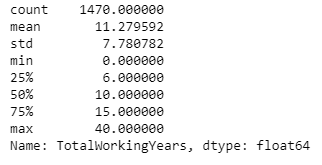 count 1470.000000
mean 11.279592
std 7.780782
min 0.000000
25% 6.000000
50% 10.000000
75% 15.000000
max 40.000000
Name: TotalWorkingYears, dtype: float64